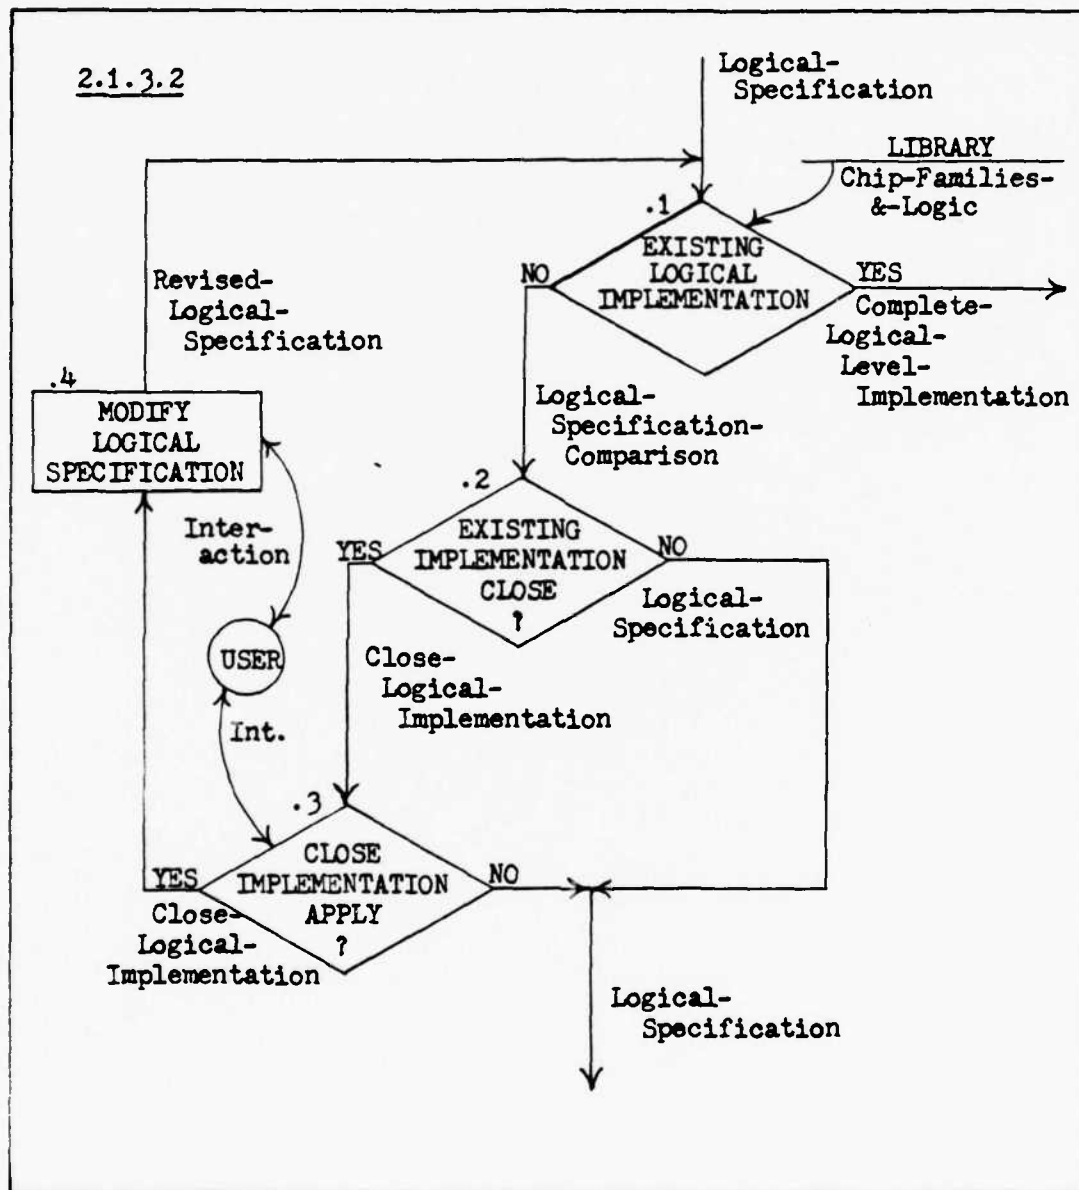 2.1.3.2
Logical-
Specification
LIBRARY
Chip-Families-
&-Logic
.1
EXISTING
LOGICAL
IMPLEMENTATION
NO
YES
Complete-
Logical-
Level-
Implementation
Revised-
Logical-
Specification
.4
MODIFY
LOGICAL
SPECIFICATION
Logical-
Specification-
Comparison
.2
EXISTING
IMPLEMENTATION
CLOSE
?
YES
NO
Logical-
Specification
Inter-
action
USER
Int.
Close-
Logical-
Implementation
.3
CLOSE
IMPLEMENTATION
APPLY
?
YES
NO
Close-
Logical-
Implementation
Logical-
Specification